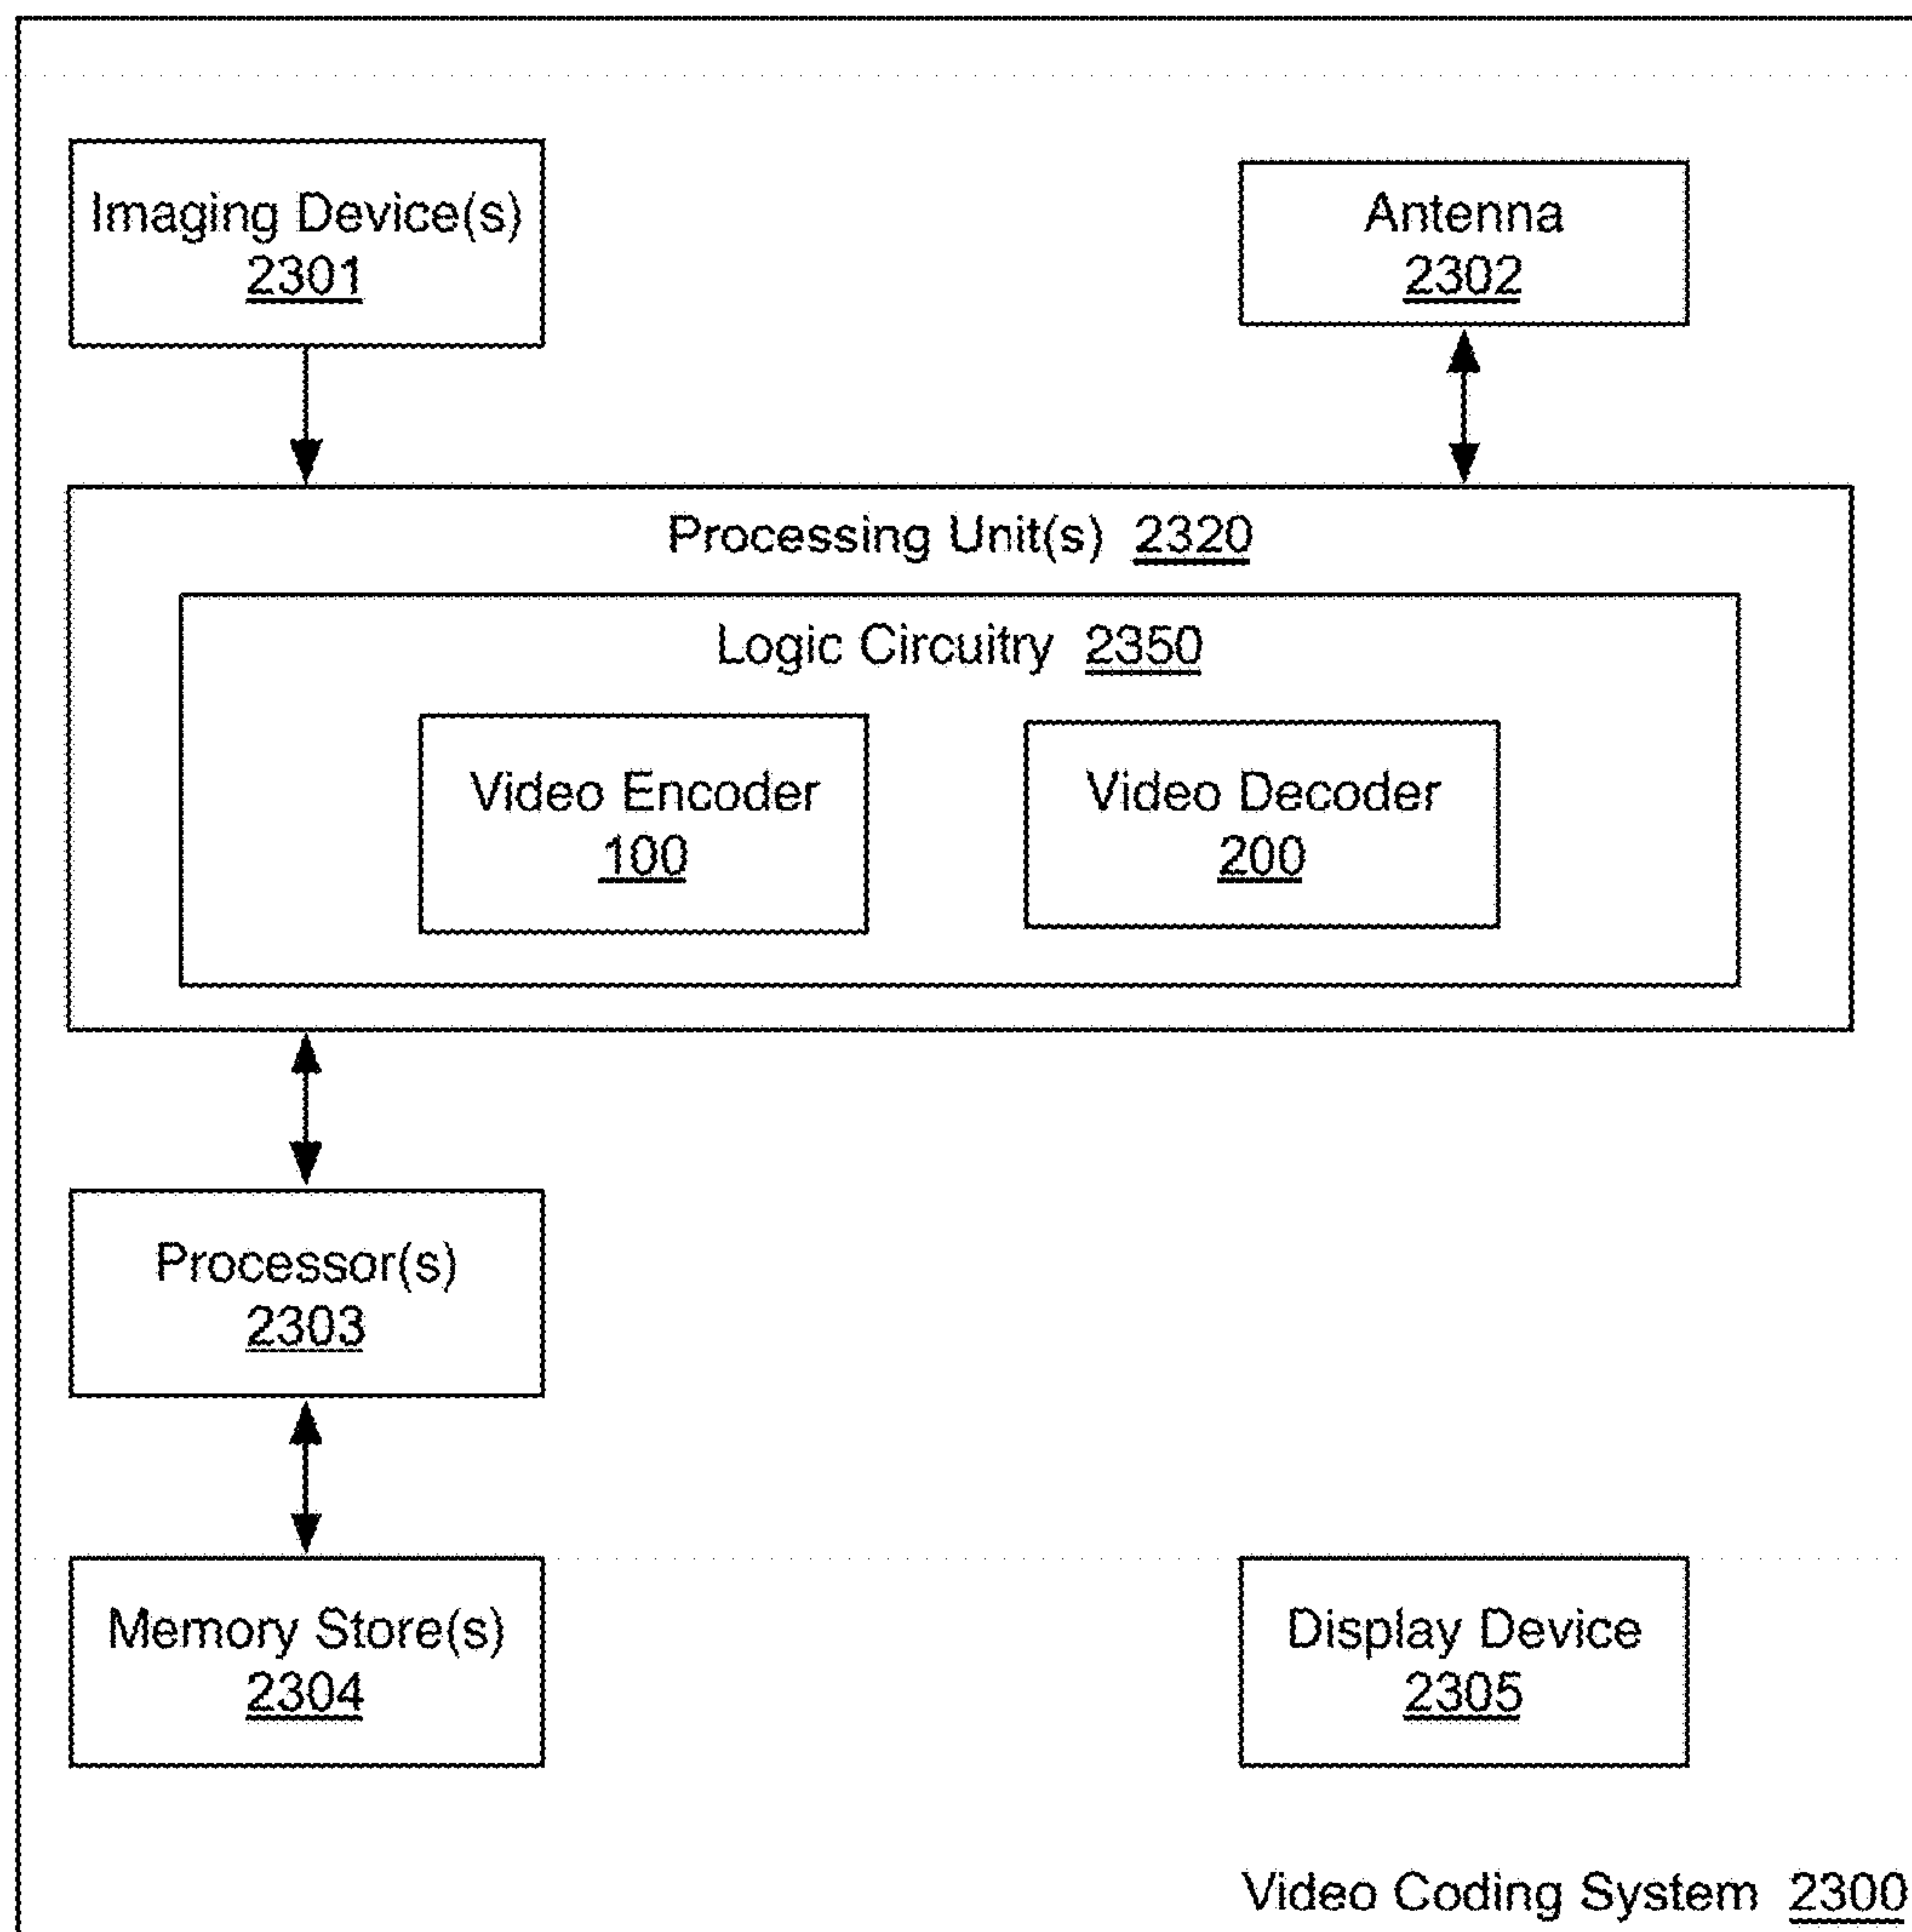 Imaging Device(s)
2301
Antenna
2302
Processing Unit(s) 2320
Logic Circuitry 2350
Video Encoder
100
Video Decoder
200
Processor(s)
2303
Memory Store(s)
2304
Display Device
2305
Video Coding System 2300